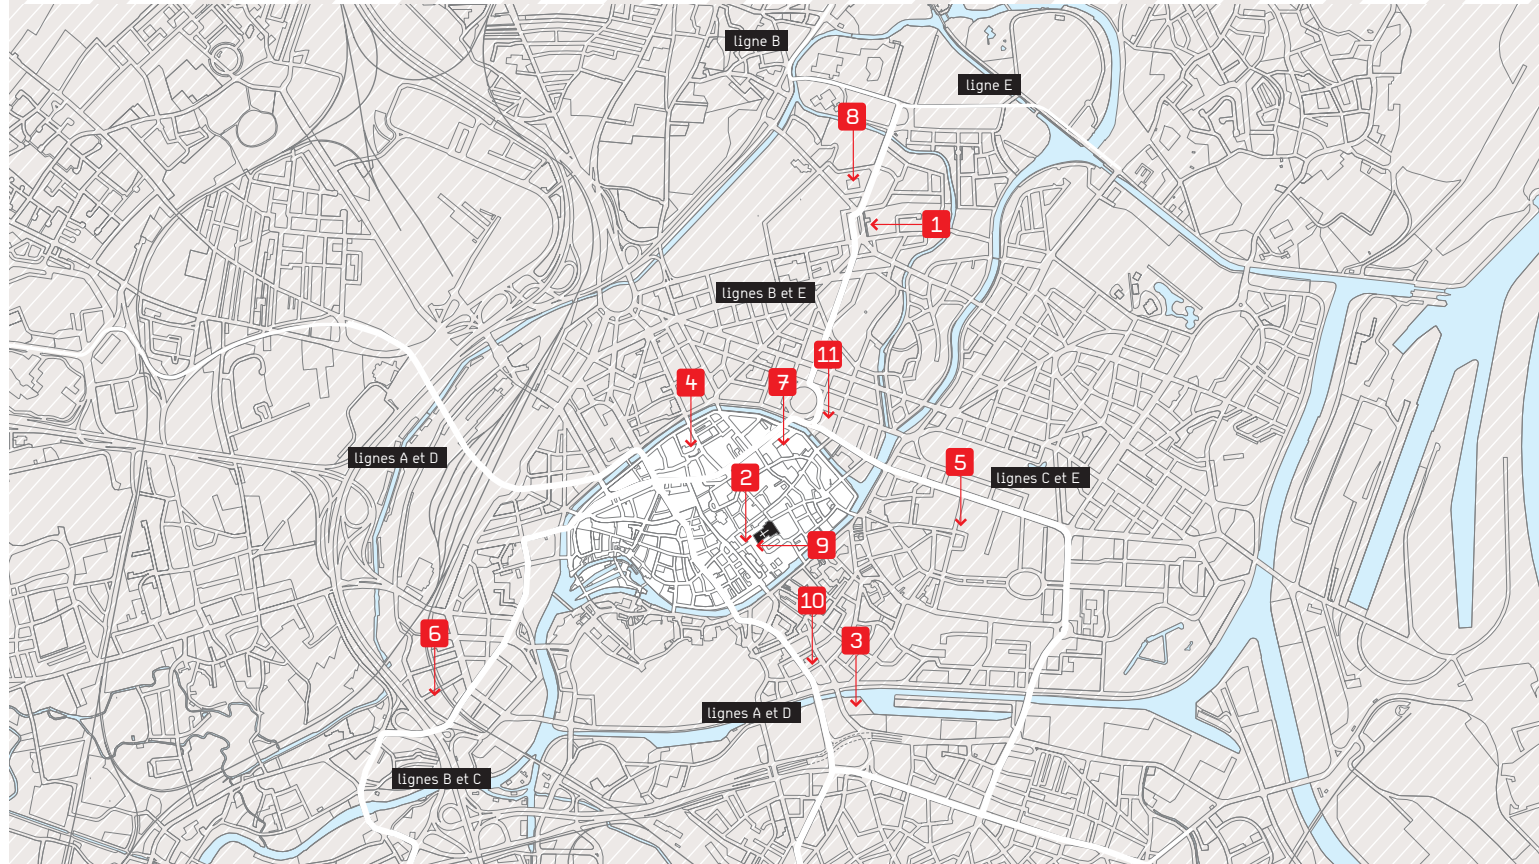 ligne B
ligne E
8
1
lignes B et E
11
4
7
lignes A et D
5
2
lignes C et E
9
10
6
3
lignes A et D
lignes B et C